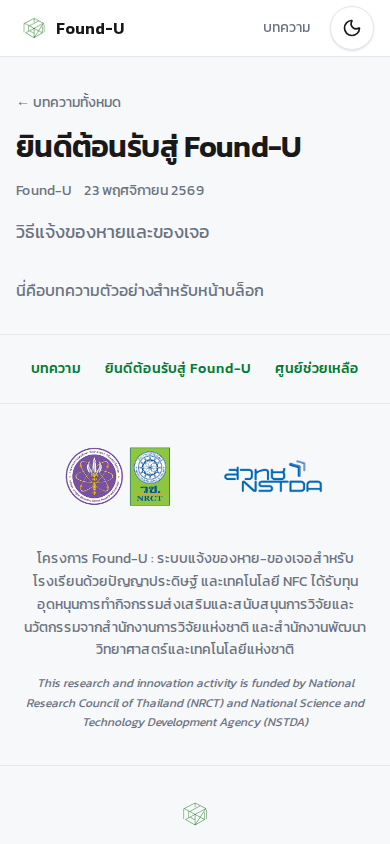 Found-U
บทความ
← บทความทั้งหมด
ยินดีต้อนรับสู่ Found-U
Found-U 23 พฤศจิกายน 2569
วิธีแจ้งของหายและของเจอ
นี่คือบทความตัวอย่างสำหรับหน้าบล็อก
บทความ ยินดีต้อนรับสู่ Found-U ศูนย์ช่วยเหลือ
วช.
NRCT
สวทช
NSTDA
โครงการ Found-U : ระบบแจ้งของหาย-ของเจอสำหรับ
โรงเรียนด้วยปัญญาประดิษฐ์ และเทคโนโลยี NFC ได้รับทุน
อุดหนุนการทำกิจกรรมส่งเสริมและสนับสนุนการวิจัยและ
นวัตกรรมจากสำนักงานการวิจัยแห่งชาติ และสำนักงานพัฒนา
วิทยาศาสตร์และเทคโนโลยีแห่งชาติ
This research and innovation activity is funded by National
Research Council of Thailand (NRCT) and National Science and
Technology Development Agency (NSTDA)